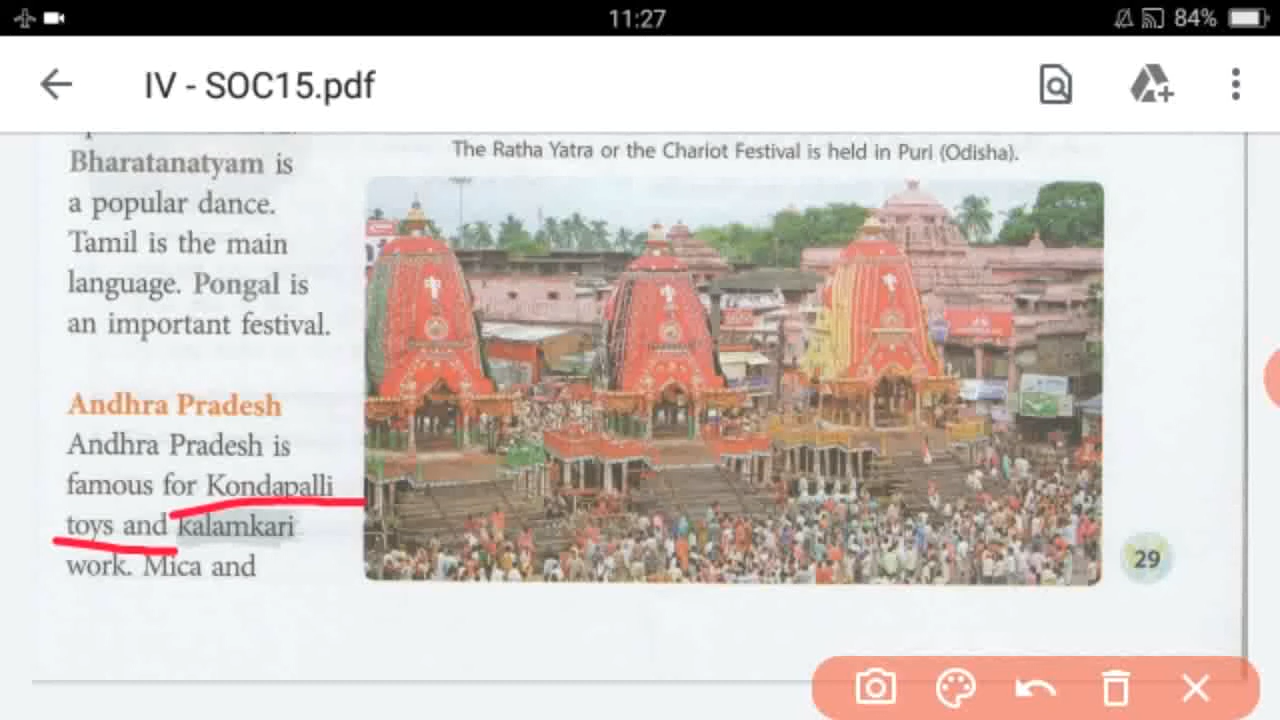 11:27
84%
IV - SOC15.pdf
The Ratha Yatra or the Chariot Festival is held in Puri (Odisha).
Bharatanatyam is
a popular dance.
Tamil is the main
language. Pongal is
an important festival.
Andhra Pradesh
Andhra Pradesh is
famous for Kondapalli
toys and kalamkari
work. Mica and
29